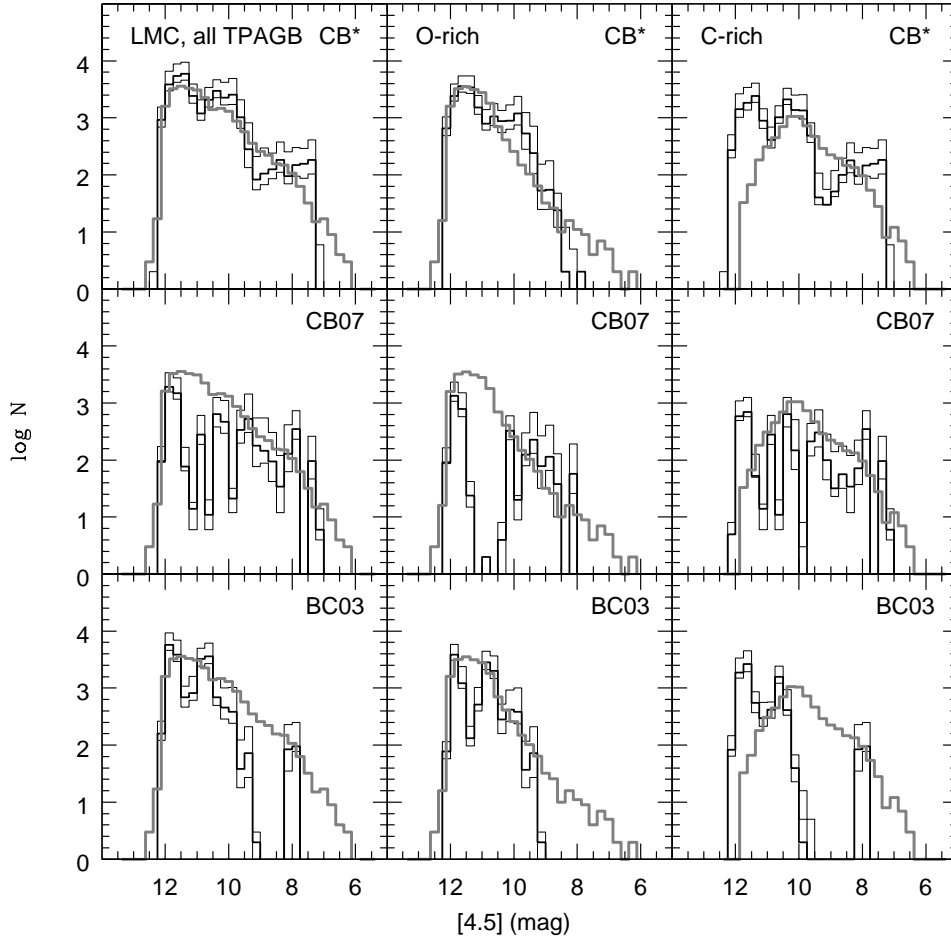 LMC, all TPAGB CB*
O-rich CB*
C-rich CB*
4
3
2
1
0
CB07
CB07
CB07
4
3
2
1
0
log N
BC03
BC03
BC03
4
3
2
1
0
12 10 8 6 12 10 8 6 12 10 8 6
[4.5] (mag)